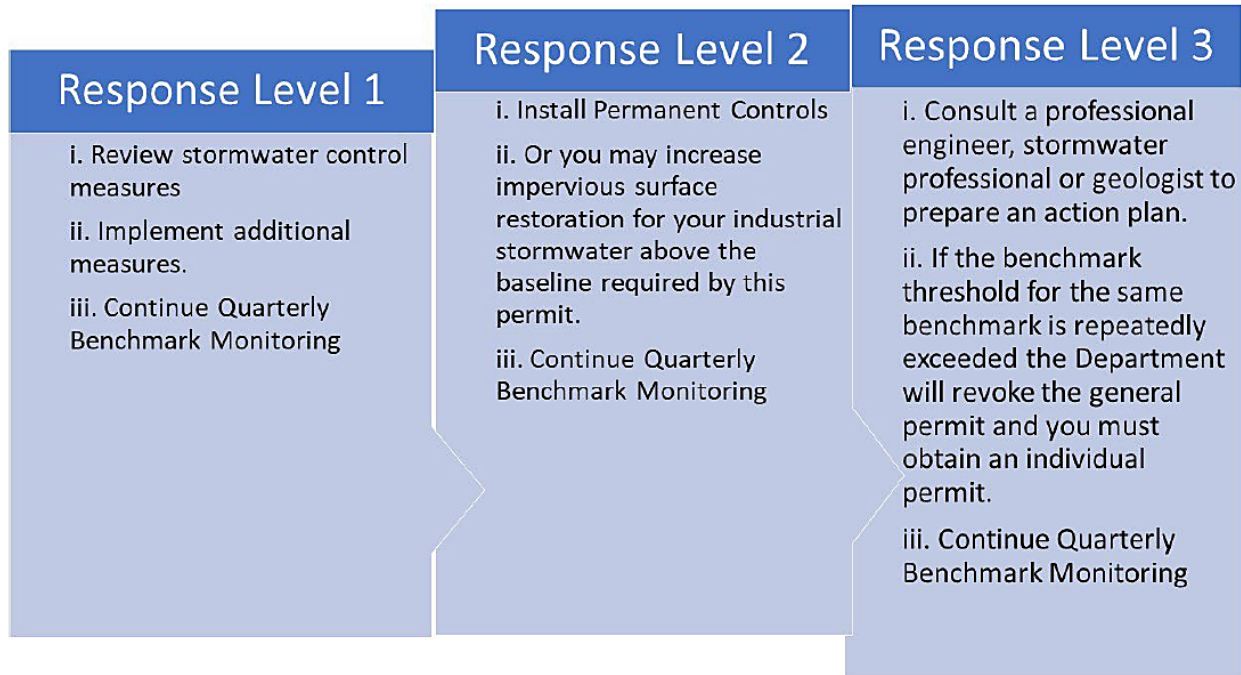 Response Level 1
i. Review stormwater control
measures
ii. Implement additional
measures.
iii. Continue Quarterly
Benchmark Monitoring
Response Level 2
i. Install Permanent Controls
ii. Or you may increase
impervious surface
restoration for your industrial
stormwater above the
baseline required by this
permit.
iii. Continue Quarterly
Benchmark Monitoring
Response Level 3
i. Consult a professional
engineer, stormwater
professional or geologist to
prepare an action plan.
ii. If the benchmark
threshold for the same
benchmark is repeatedly
exceeded the Department
will revoke the general
permit and you must
obtain an individual
permit.
iii. Continue Quarterly
Benchmark Monitoring